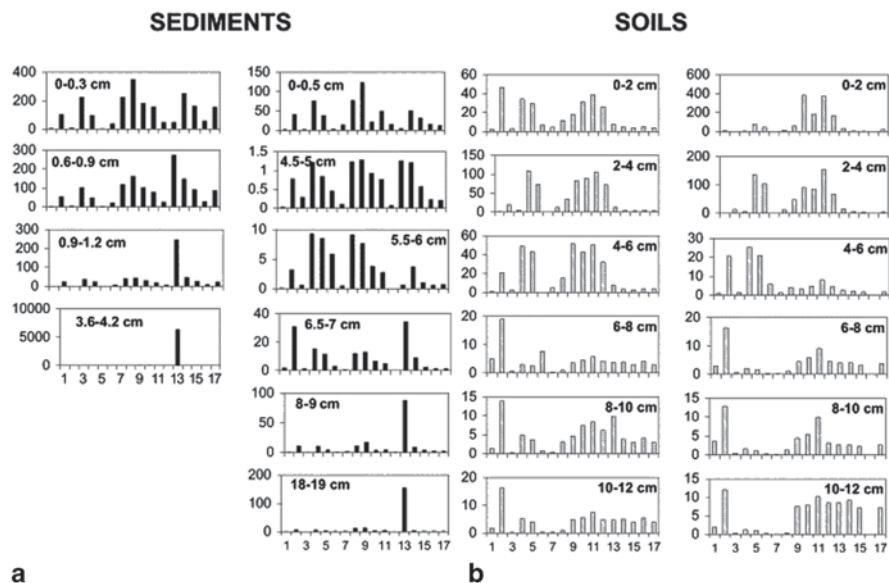 SEDIMENTS
SOILS
400
200
0
0-0.3 cm
300
200
100
0
0.6-0.9 cm
300
200
100
0
0.9-1.2 cm
10000
5000
0
3.6-4.2 cm
1 3 5 7 9 11 13 15 17
150
100
50
0
0-0.5 cm
1.5
1
0.5
0
4.5-5 cm
10
5
0
5.5-6 cm
40
20
0
6.5-7 cm
100
50
0
8-9 cm
200
100
0
18-19 cm
1 3 5 7 9 11 13 15 17
60
40
20
0
0-2 cm
150
100
50
0
2-4 cm
60
40
20
0
4-6 cm
20
10
0
6-8 cm
15
10
5
0
8-10 cm
20
10
0
10-12 cm
1 3 5 7 9 11 13 15 17
600
400
200
0
0-2 cm
200
100
0
2-4 cm
30
20
10
0
4-6 cm
20
10
0
6-8 cm
15
10
5
0
8-10 cm
15
10
5
0
10-12 cm
1 3 5 7 9 11 13 15 17
a
b